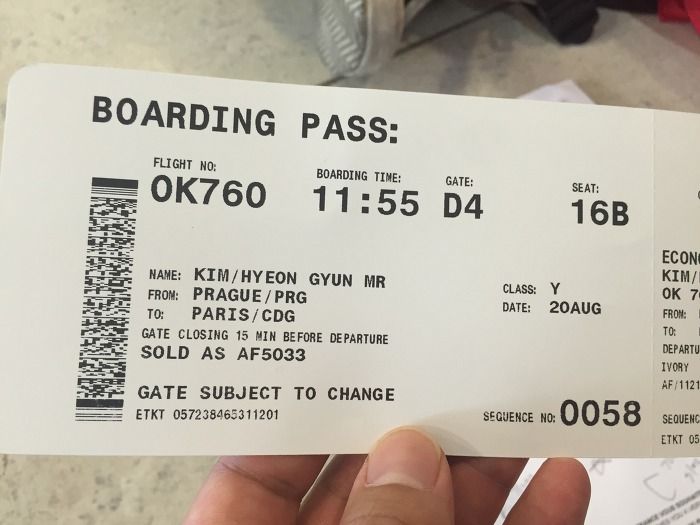 BOARDING PASS:
FLIGHT NO: BOARDING TIME: GATE: SEAT:
OK760 11:55 D4 16B
NAME: KIM/HYEON GYUN MR
FROM: PRAGUE/PRG
TO: PARIS/CDG
CLASS: Y
DATE: 20AUG
GATE CLOSING 15 MIN BEFORE DEPARTURE
SOLD AS AF5033
GATE SUBJECT TO CHANGE
ETKT 057238465311201
SEQUENCE NO: 0058
ECON
KIM/
OK 7
FROM:
TO:
DEPARTU
IVORY
AF/1121
SEQUENC
ETKT 05